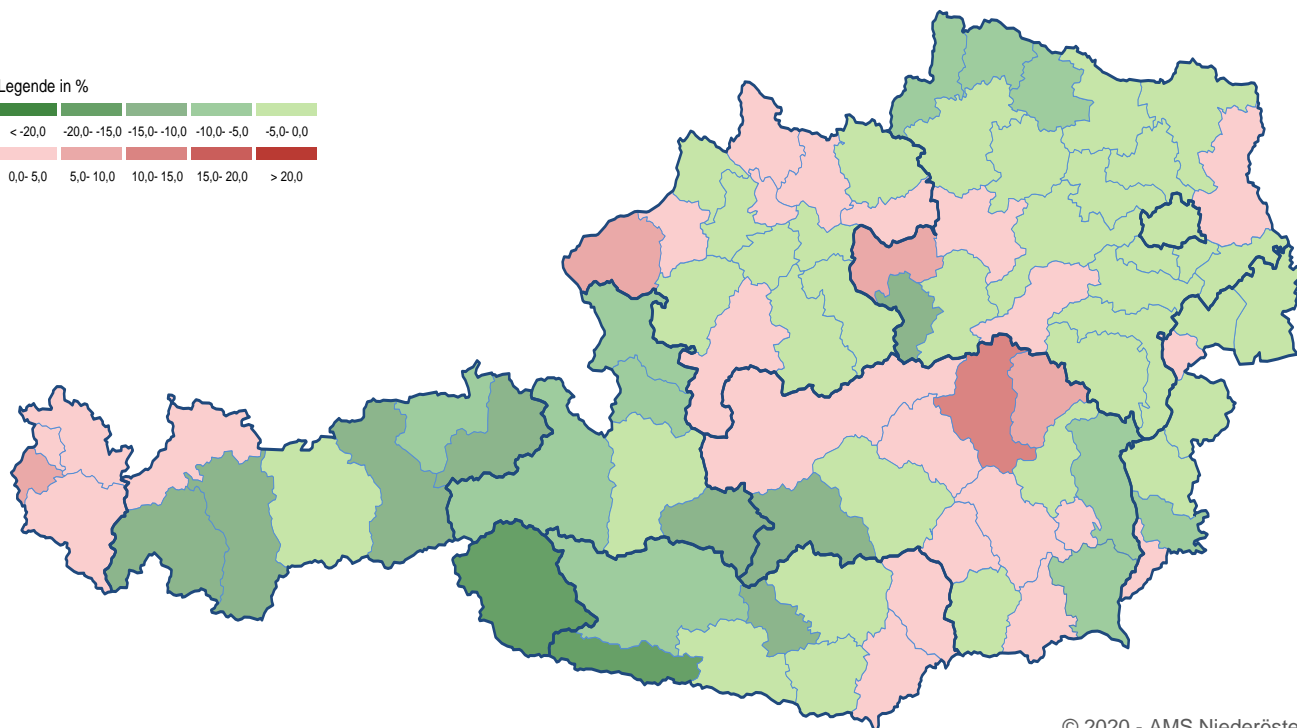 Legende in %
< -20,0 -20,0- -15,0 -15,0- -10,0 -10,0- -5,0 -5,0- 0,0
0,0- 5,0 5,0- 10,0 10,0- 15,0 15,0- 20,0 > 20,0
© 2020 - AMS Niederöste